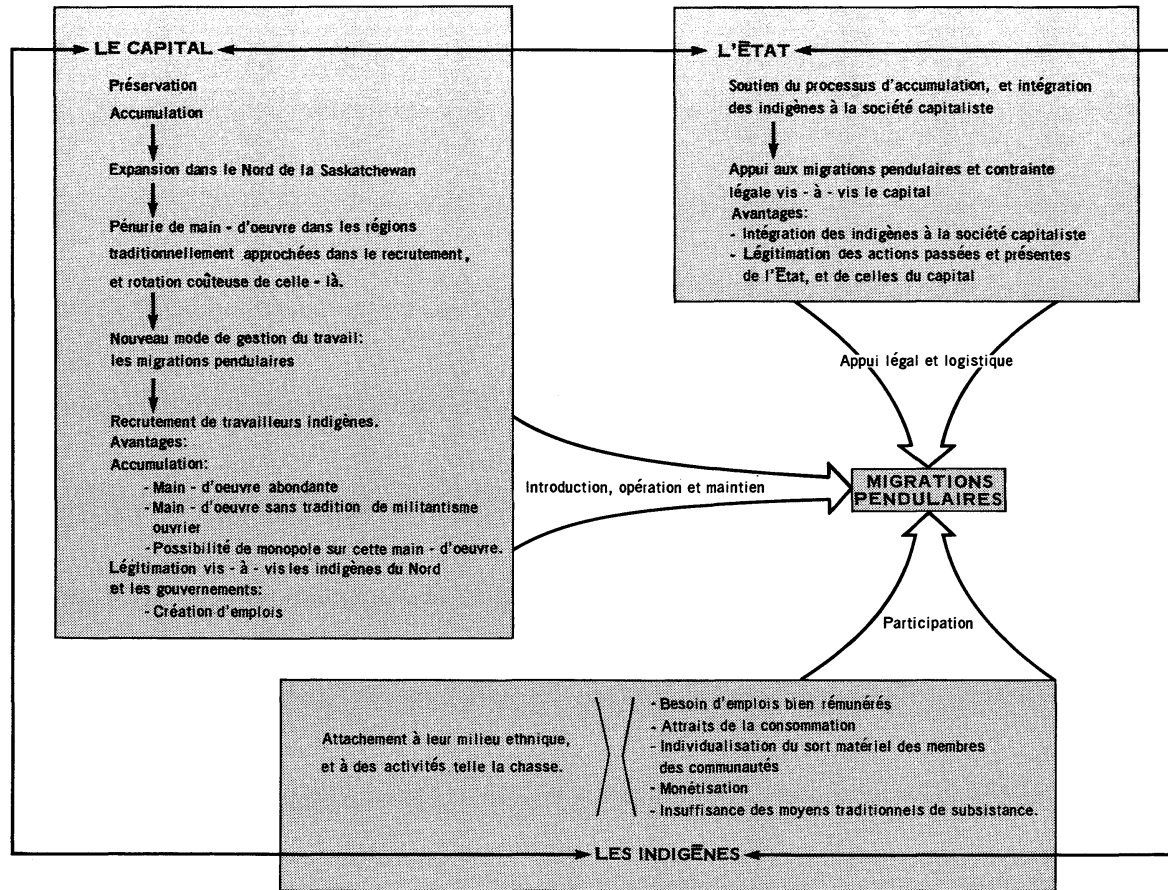 LE CAPITAL
Préservation
Accumulation
Expansion dans le Nord de la Saskatchewan
Pénurie de main - d'oeuvre dans les régions
traditionnellement approchées dans le recrutement,
et rotation coûteuse de celle - là.
Nouveau mode de gestion du travail:
les migrations pendulaires
Recrutement de travailleurs indigènes.
Avantages:
Accumulation:
- Main - d'oeuvre abondante
- Main - d'oeuvre sans tradition de militantisme
ouvrier
- Possibilité de monopole sur cette main - d'oeuvre.
Légitimation vis - à - vis les indigènes du Nord
et les gouvernements:
- Création d'emplois
L'ÉTAT
Soutien du processus d'accumulation, et intégration
des indigènes à la société capitaliste
Appui aux migrations pendulaires et contrainte
légale vis - à - vis le capital
Avantages:
- Intégration des indigènes à la société capitaliste
- Légitimation des actions passées et présentes
de l'État, et de celles du capital
Appui légal et logistique
Introduction, opération et maintien
MIGRATIONS
PENDULAIRES
Participation
Attachement à leur milieu ethnique,
et à des activités telle la chasse.
- Besoin d'emplois bien rémunérés
- Attraits de la consommation
- Individualisation du sort matériel des membres
des communautés
- Monétisation
- Insuffisance des moyens traditionnels de subsistance.
LES INDIGÈNES